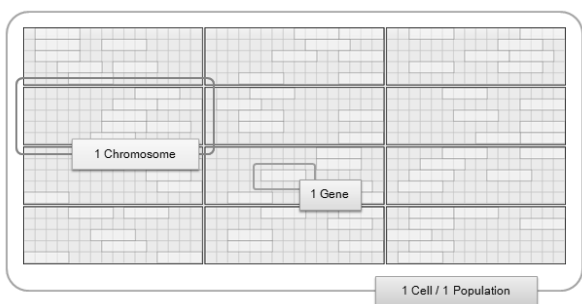 1 Chromosome
1 Gene
1 Cell / 1 Population